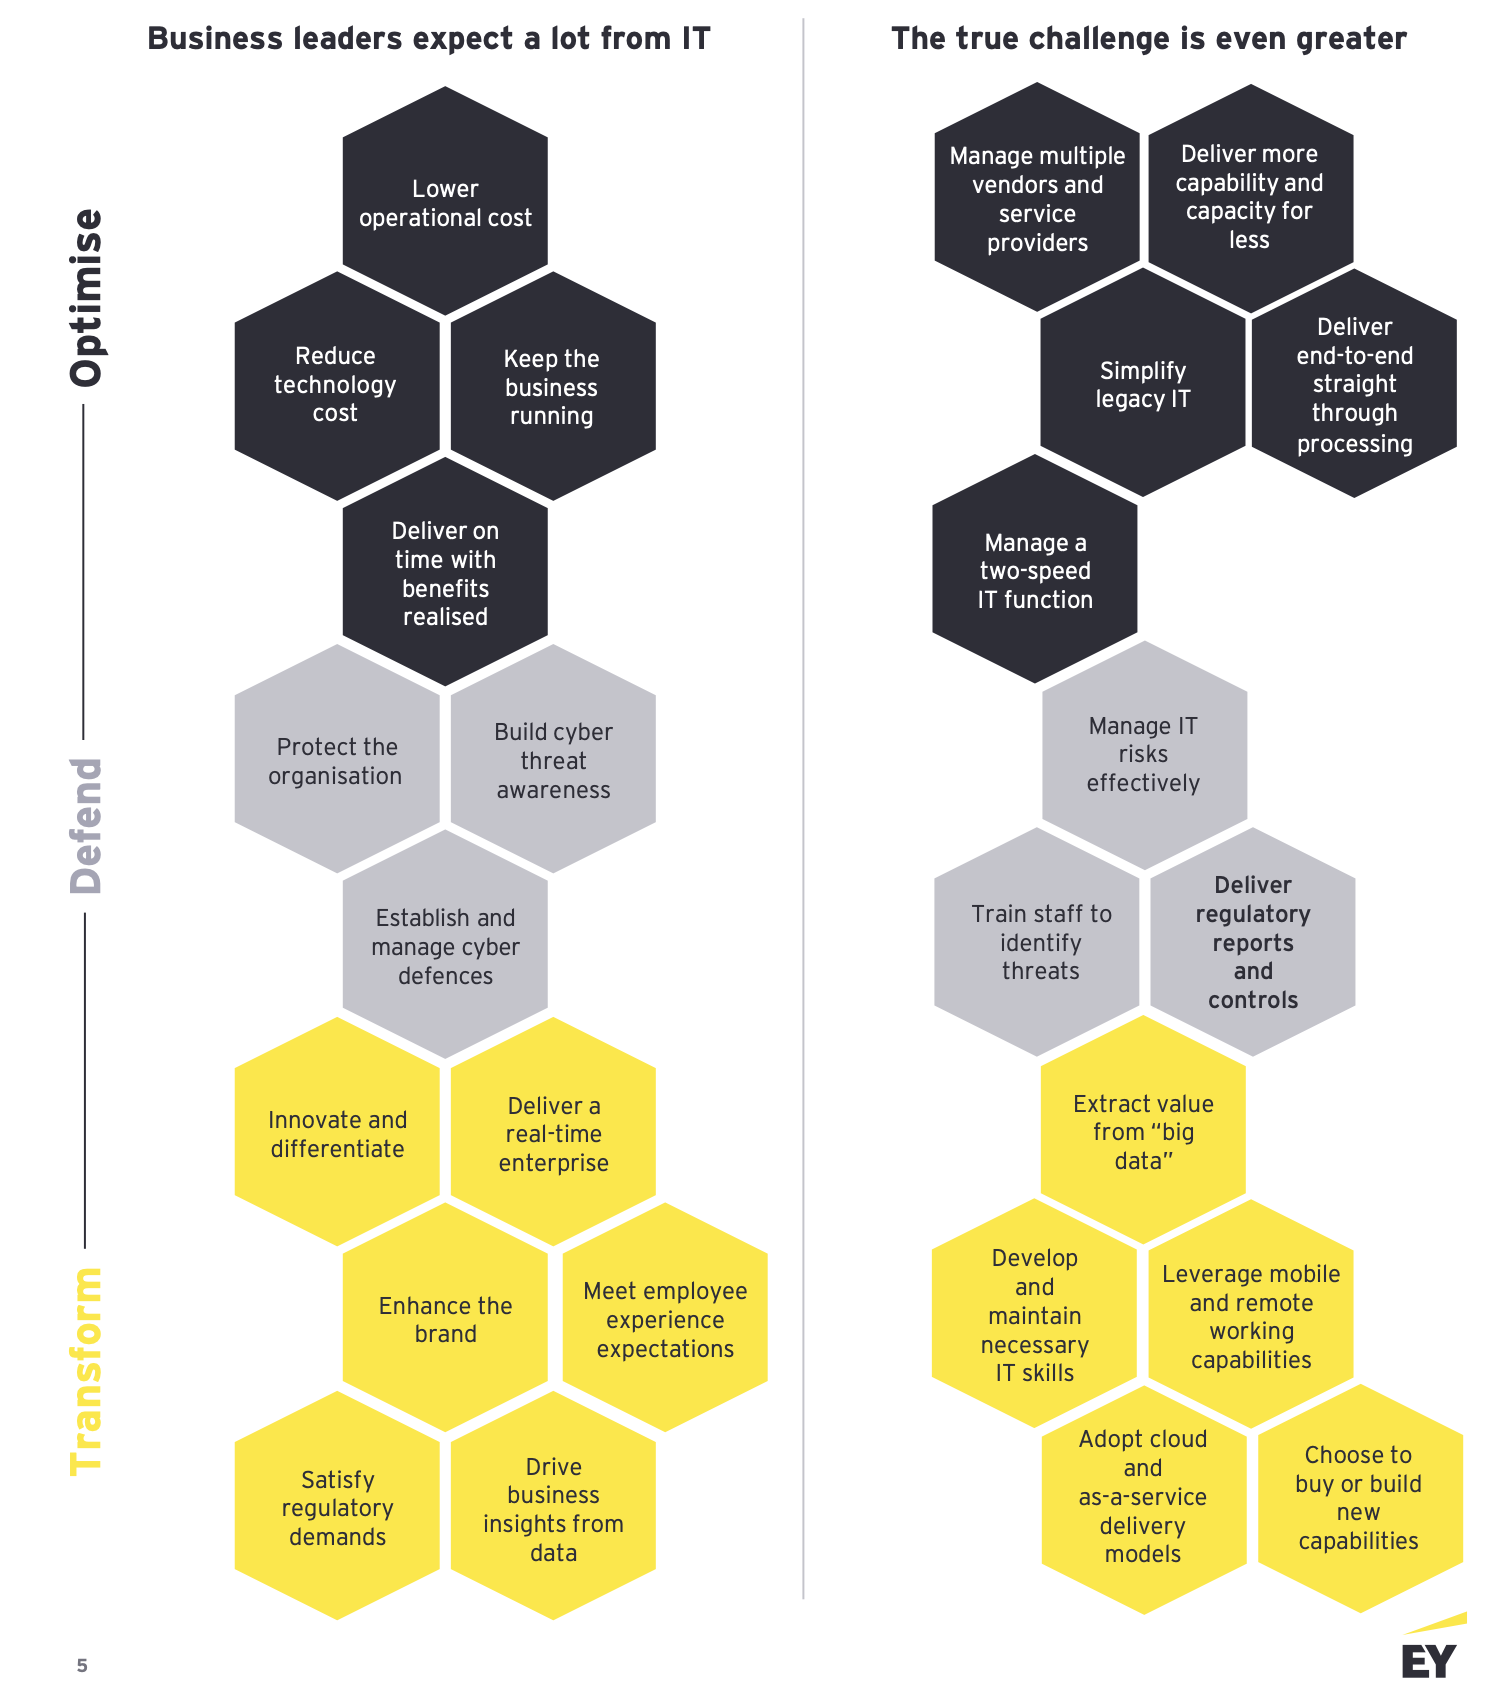 Business leaders expect a lot from IT
Optimise
Defend
Transform
Lower
operational cost
Reduce
technology
cost
Keep the
business
running
Deliver on
time with
benefits
realised
Protect the
organisation
Build cyber
threat
awareness
Establish and
manage cyber
defences
Innovate and
differentiate
Deliver a
real-time
enterprise
Enhance the
brand
Meet employee
experience
expectations
Satisfy
regulatory
demands
Drive
business
insights from
data
The true challenge is even greater
Manage multiple
vendors and
service
providers
Deliver more
capability and
capacity for
less
Simplify
legacy IT
Deliver
end-to-end
straight
through
processing
Manage a
two-speed
IT function
Manage IT
risks
effectively
Train staff to
identify
threats
Deliver
regulatory
reports
and
controls
Extract value
from “big
data”
Develop
and
maintain
necessary
IT skills
Leverage mobile
and remote
working
capabilities
Adopt cloud
and
as-a-service
delivery
models
Choose to
buy or build
new
capabilities
5
EY